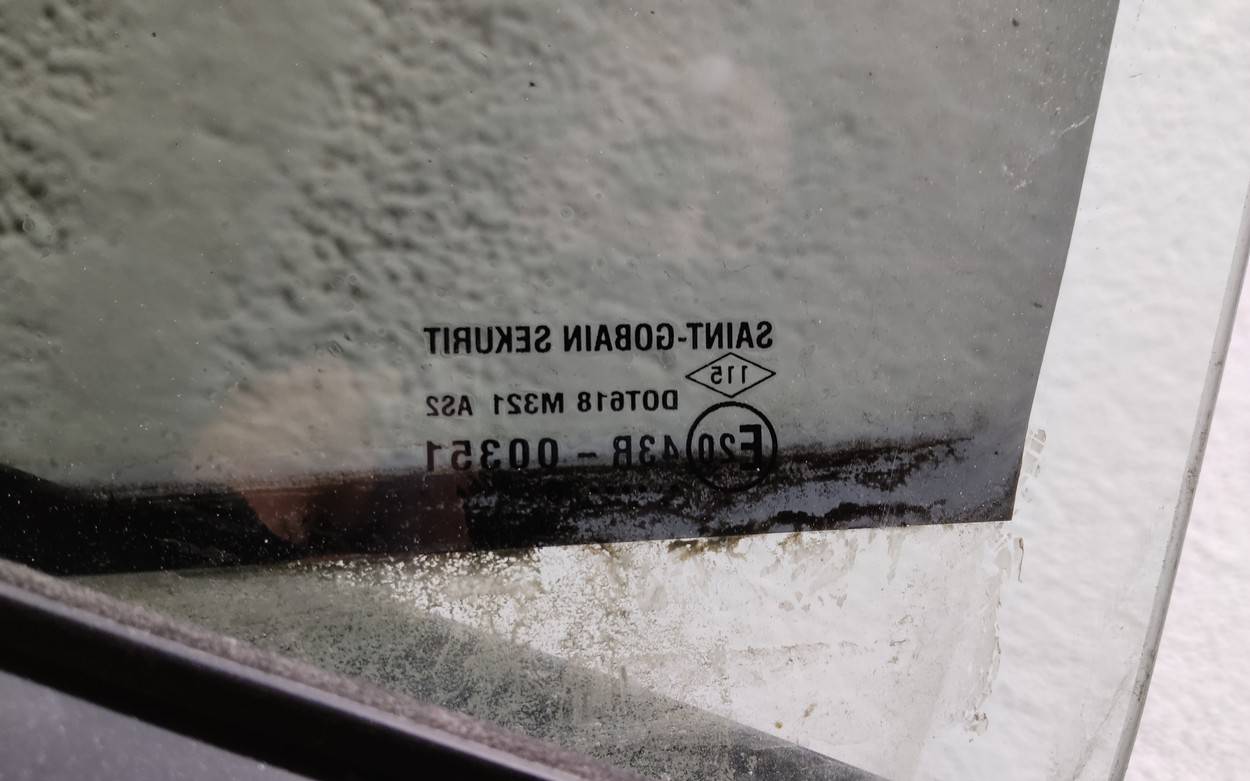 SAINT-GOBAIN SEKURIT
115
DOT618 M321 AS2
E20 43R - 00351